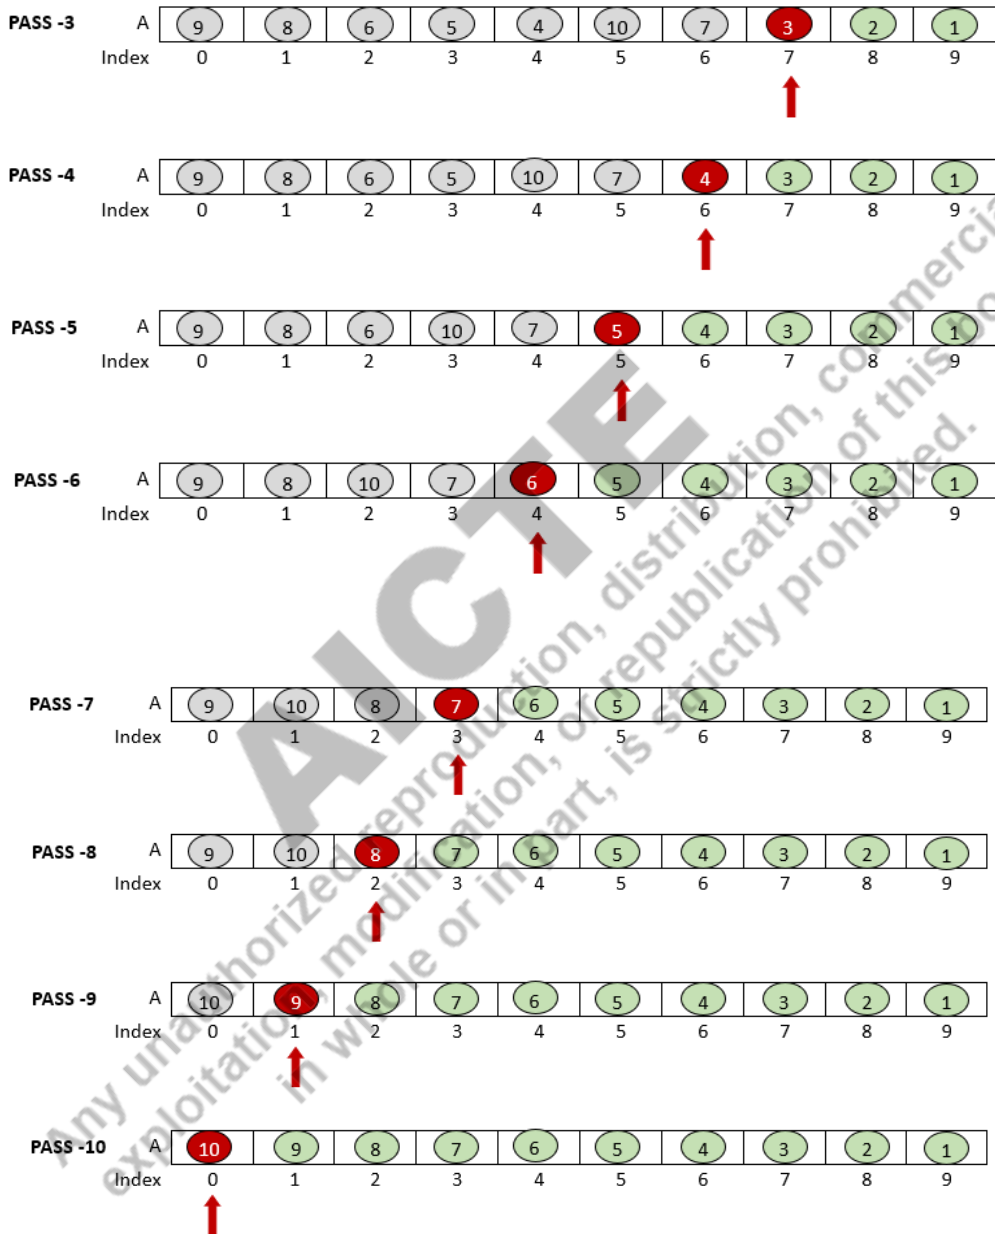 PASS -3 A 9 8 6 5 4 10 7 3 2 1
Index 0 1 2 3 4 5 6 7 8 9
PASS -4 A 9 8 6 5 10 7 4 3 2 1
Index 0 1 2 3 4 5 6 7 8 9
PASS -5 A 9 8 6 10 7 5 4 3 2 1
Index 0 1 2 3 4 5 6 7 8 9
PASS -6 A 9 8 10 7 6 5 4 3 2 1
Index 0 1 2 3 4 5 6 7 8 9
PASS -7 A 9 10 8 7 6 5 4 3 2 1
Index 0 1 2 3 4 5 6 7 8 9
PASS -8 A 9 10 8 7 6 5 4 3 2 1
Index 0 1 2 3 4 5 6 7 8 9
PASS -9 A 10 9 8 7 6 5 4 3 2 1
Index 0 1 2 3 4 5 6 7 8 9
PASS -10 A 10 9 8 7 6 5 4 3 2 1
Index 0 1 2 3 4 5 6 7 8 9
AICTE
Any unauthorized reproduction, distribution, commercia
exploitation, modification, or republication of this bo
in whole or in part, is strictly prohibited.